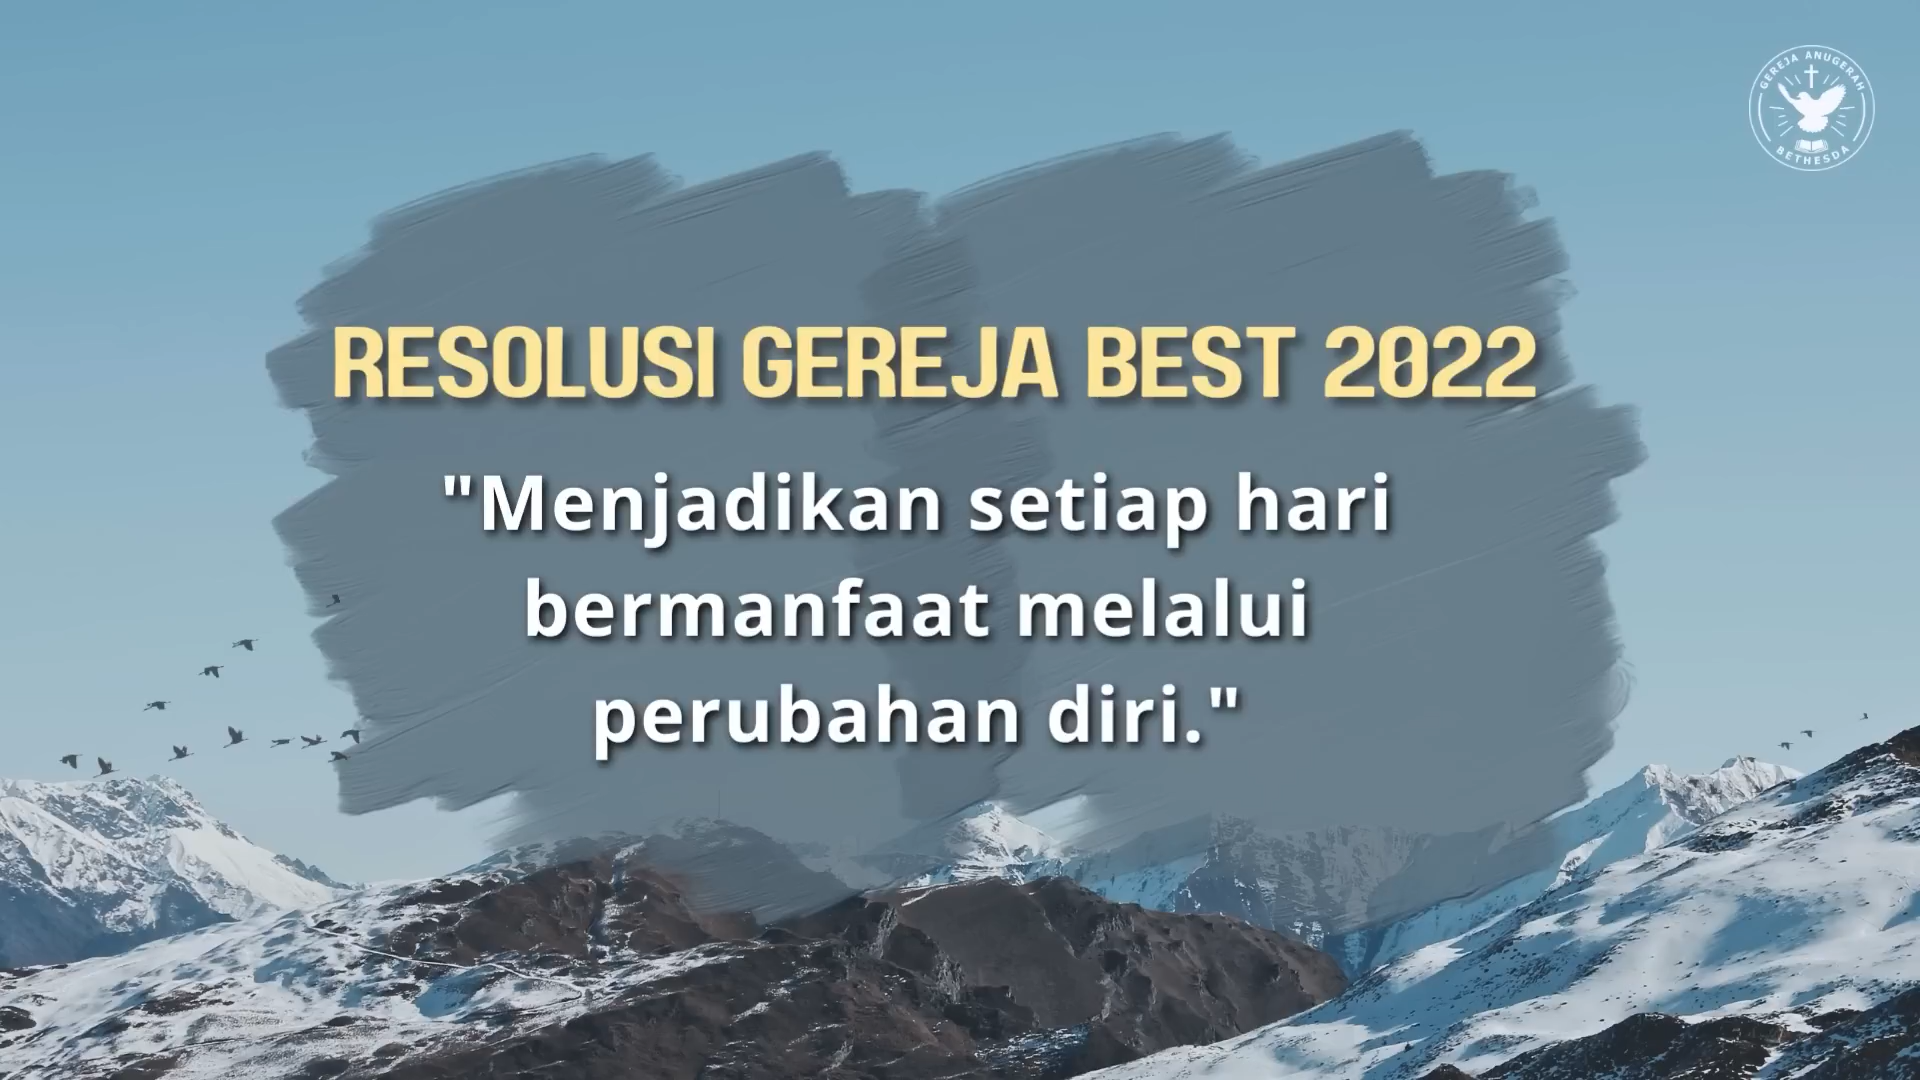 GEREJA ANUGERAH
BETHESDA
RESOLUSI GEREJA BEST 2022
"Menjadikan setiap hari
bermanfaat melalui
perubahan diri."